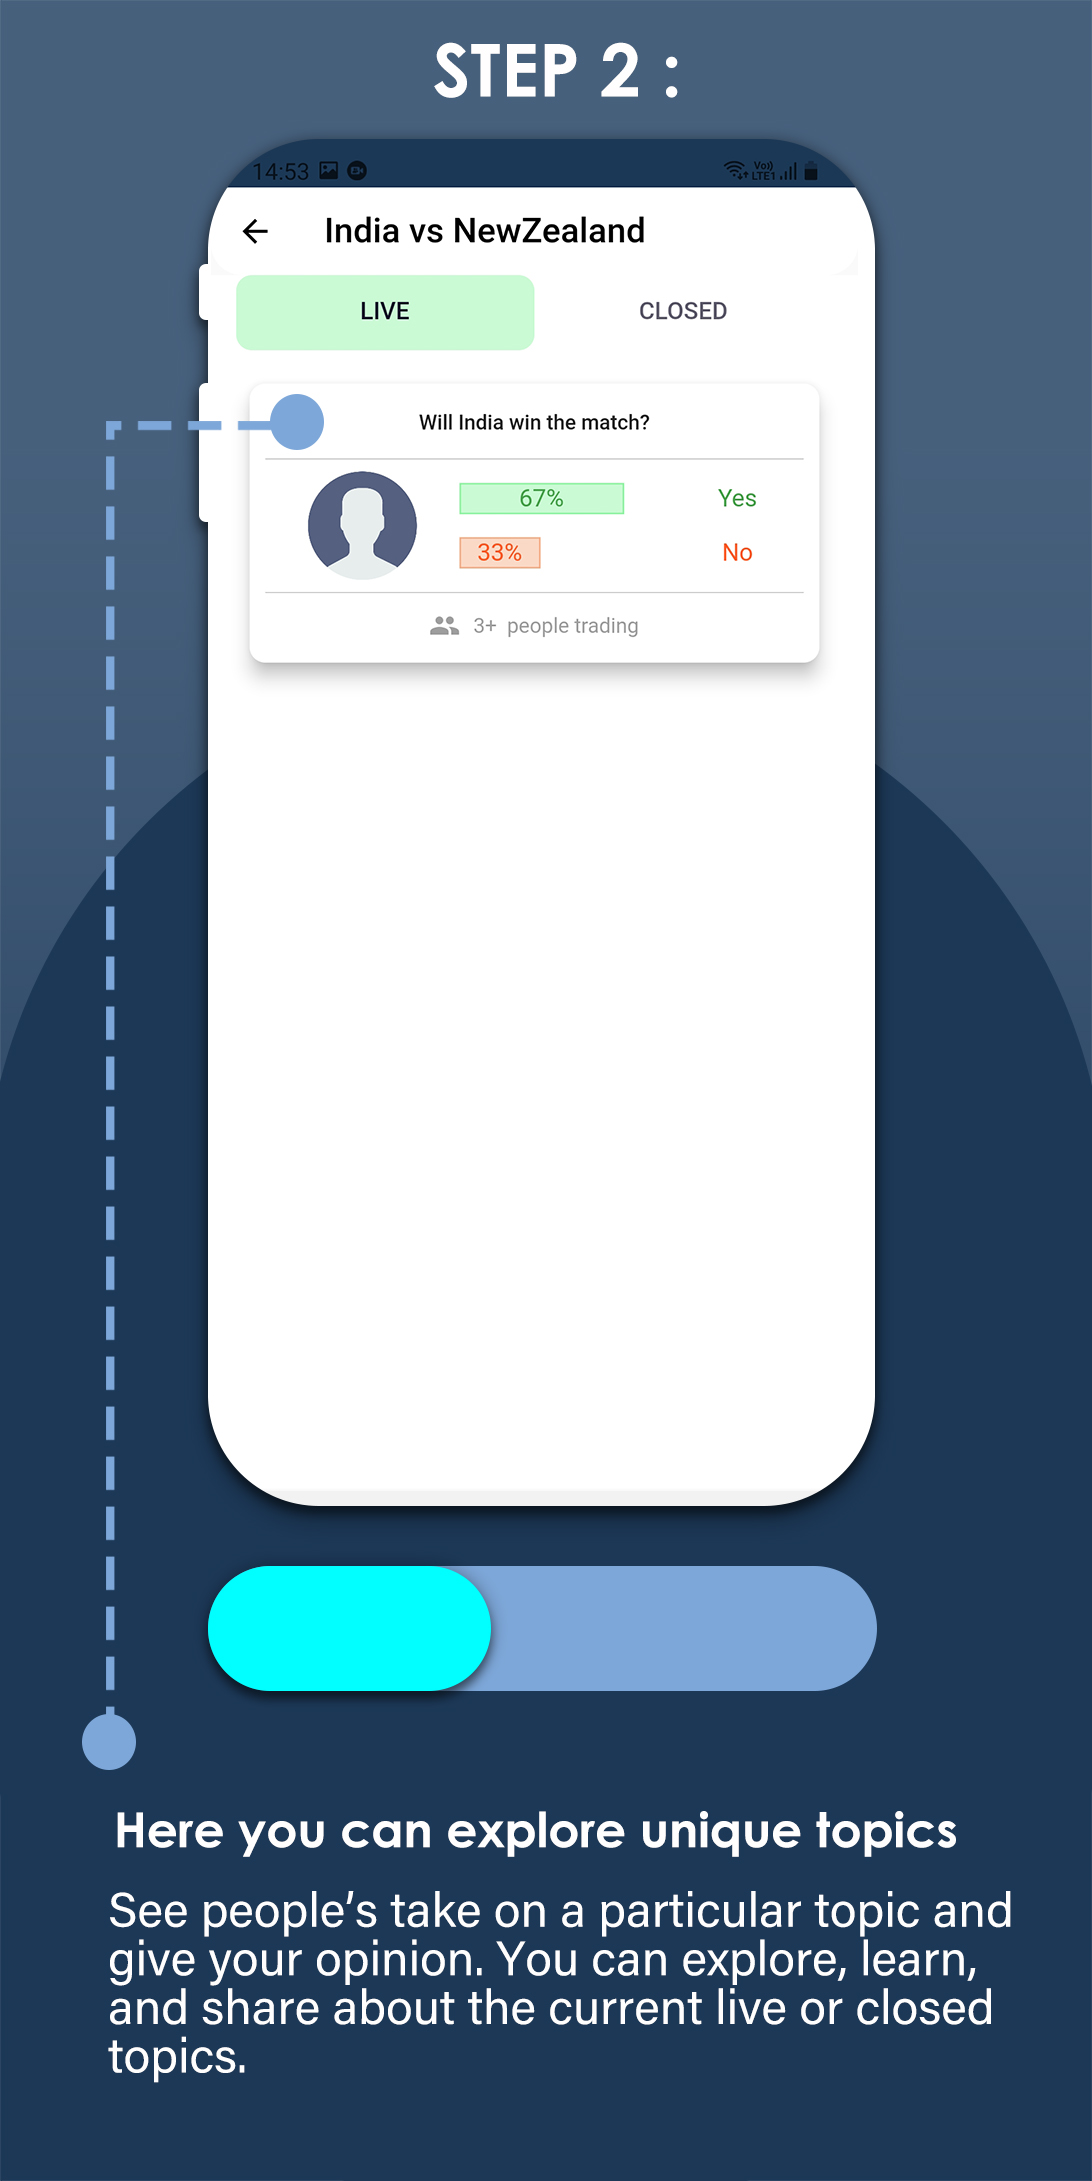 STEP 2 :
14:53
Vo))
LTE1
India vs NewZealand
LIVE CLOSED
Will India win the match?
67% Yes
33% No
3+ people trading
Here you can explore unique topics
See people's take on a particular topic and
give your opinion. You can explore, learn,
and share about the current live or closed
topics.